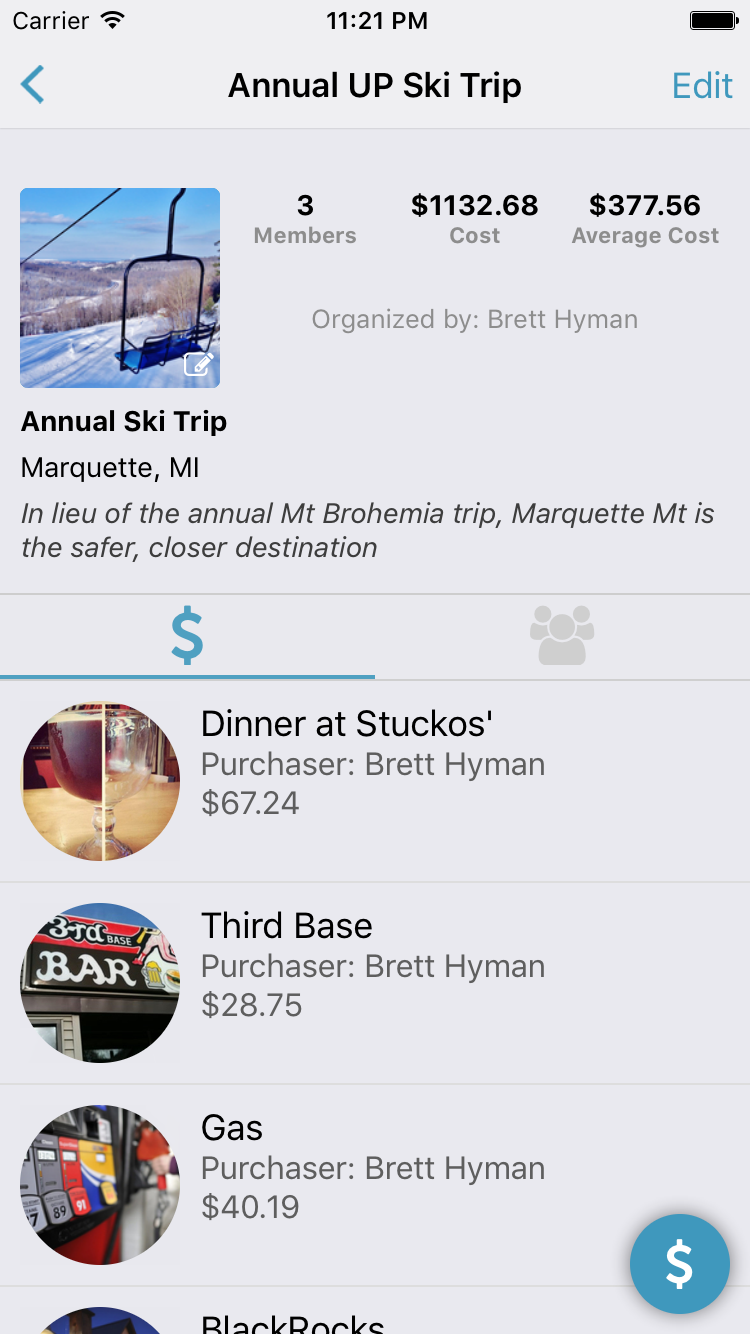 Carrier 11:21 PM
Annual UP Ski Trip Edit
3 $1132.68 $377.56
Members Cost Average Cost
Organized by: Brett Hyman
Annual Ski Trip
Marquette, MI
In lieu of the annual Mt Brohemia trip, Marquette Mt is
the safer, closer destination
$
Dinner at Stuckos'
Purchaser: Brett Hyman
$67.24
3rd BASE
BAR
Third Base
Purchaser: Brett Hyman
$28.75
89 91
Gas
Purchaser: Brett Hyman
$40.19
$
BlackRocks